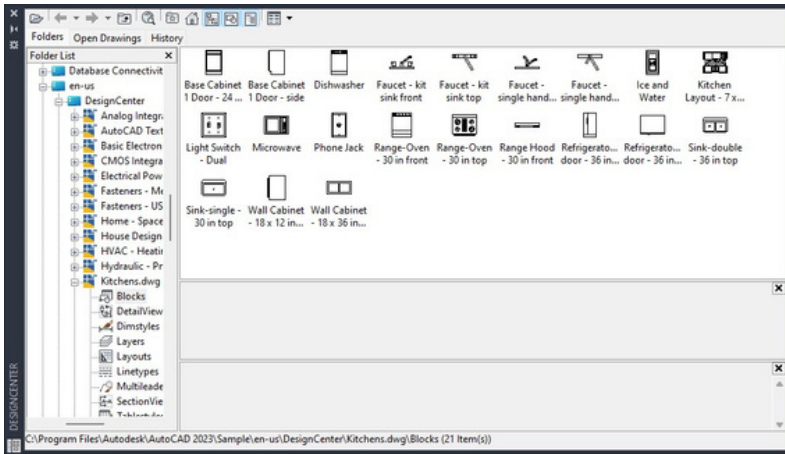 Folders Open Drawings History
Folder List
Database Connectivit
en-us
DesignCenter
Analog Integr
AutoCAD Text
Basic Electron
CMOS Integra
Electrical Pow
Fasteners - Me
Fasteners - US
Home - Space
House Design
HVAC - Heatin
Hydraulic - Pr
Kitchens.dwg
Blocks
DetailView
Dimstyles
Layers
Layouts
Linetypes
Multileade
SectionVie
Tablestyles
Base Cabinet Base Cabinet Dishwasher Faucet - kit Faucet - kit Faucet - Faucet - Ice and Kitchen
1 Door - 24 ... 1 Door - side sink front sink top single hand... single hand... Water Layout - 7 x...
Light Switch Microwave Phone Jack Range-Oven Range-Oven Range Hood Refrigerato... Refrigerato... Sink-double
- Dual - 30 in front - 30 in top - 30 in front door - 36 in... door - 36 in... - 36 in top
Sink-single - Wall Cabinet Wall Cabinet
30 in top - 18 x 12 in... - 18 x 36 in...
DESIGNCENTER
C:\Program Files\Autodesk\AutoCAD 2023\Sample\en-us\DesignCenter\Kitchens.dwg\Blocks (21 Item(s))